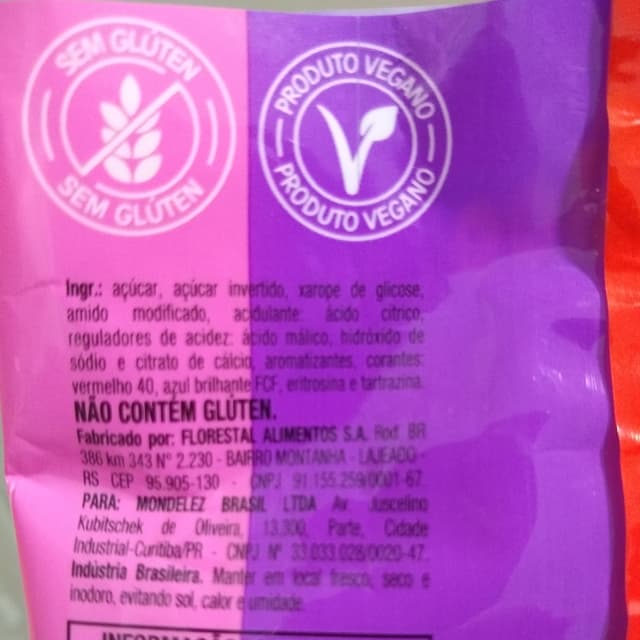 SEM GLÚTEN
SEM GLÚTEN
PRODUTO VEGANO
PRODUTO VEGANO
Ingr.: açúcar, açúcar invertido, xarope de glicose,
amido modificado, acidulante: ácido cítrico,
reguladores de acidez: ácido málico, hidróxido de
sódio e citrato de cálcio, aromatizantes, corantes:
vermelho 40, azul brilhante FCF, eritrosina e tartrazina.
NÃO CONTÉM GLÚTEN.
Fabricado por: FLORESTAL ALIMENTOS S.A. Rod. BR
386 km 343 N° 2.230 - BAIRRO MONTANHA - LAJEADO -
RS CEP 95.905-130 - CNPJ 91.155.259/0001-67.
PARA: MONDELEZ BRASIL LTDA Av. Juscelino
Kubitschek de Oliveira, 13.300, Parte, Cidade
Industrial-Curitiba/PR - CNPJ N° 33.033.028/0020-47.
Indústria Brasileira. Manter em local fresco, seco e
inodoro, evitando sol, calor e umidade.